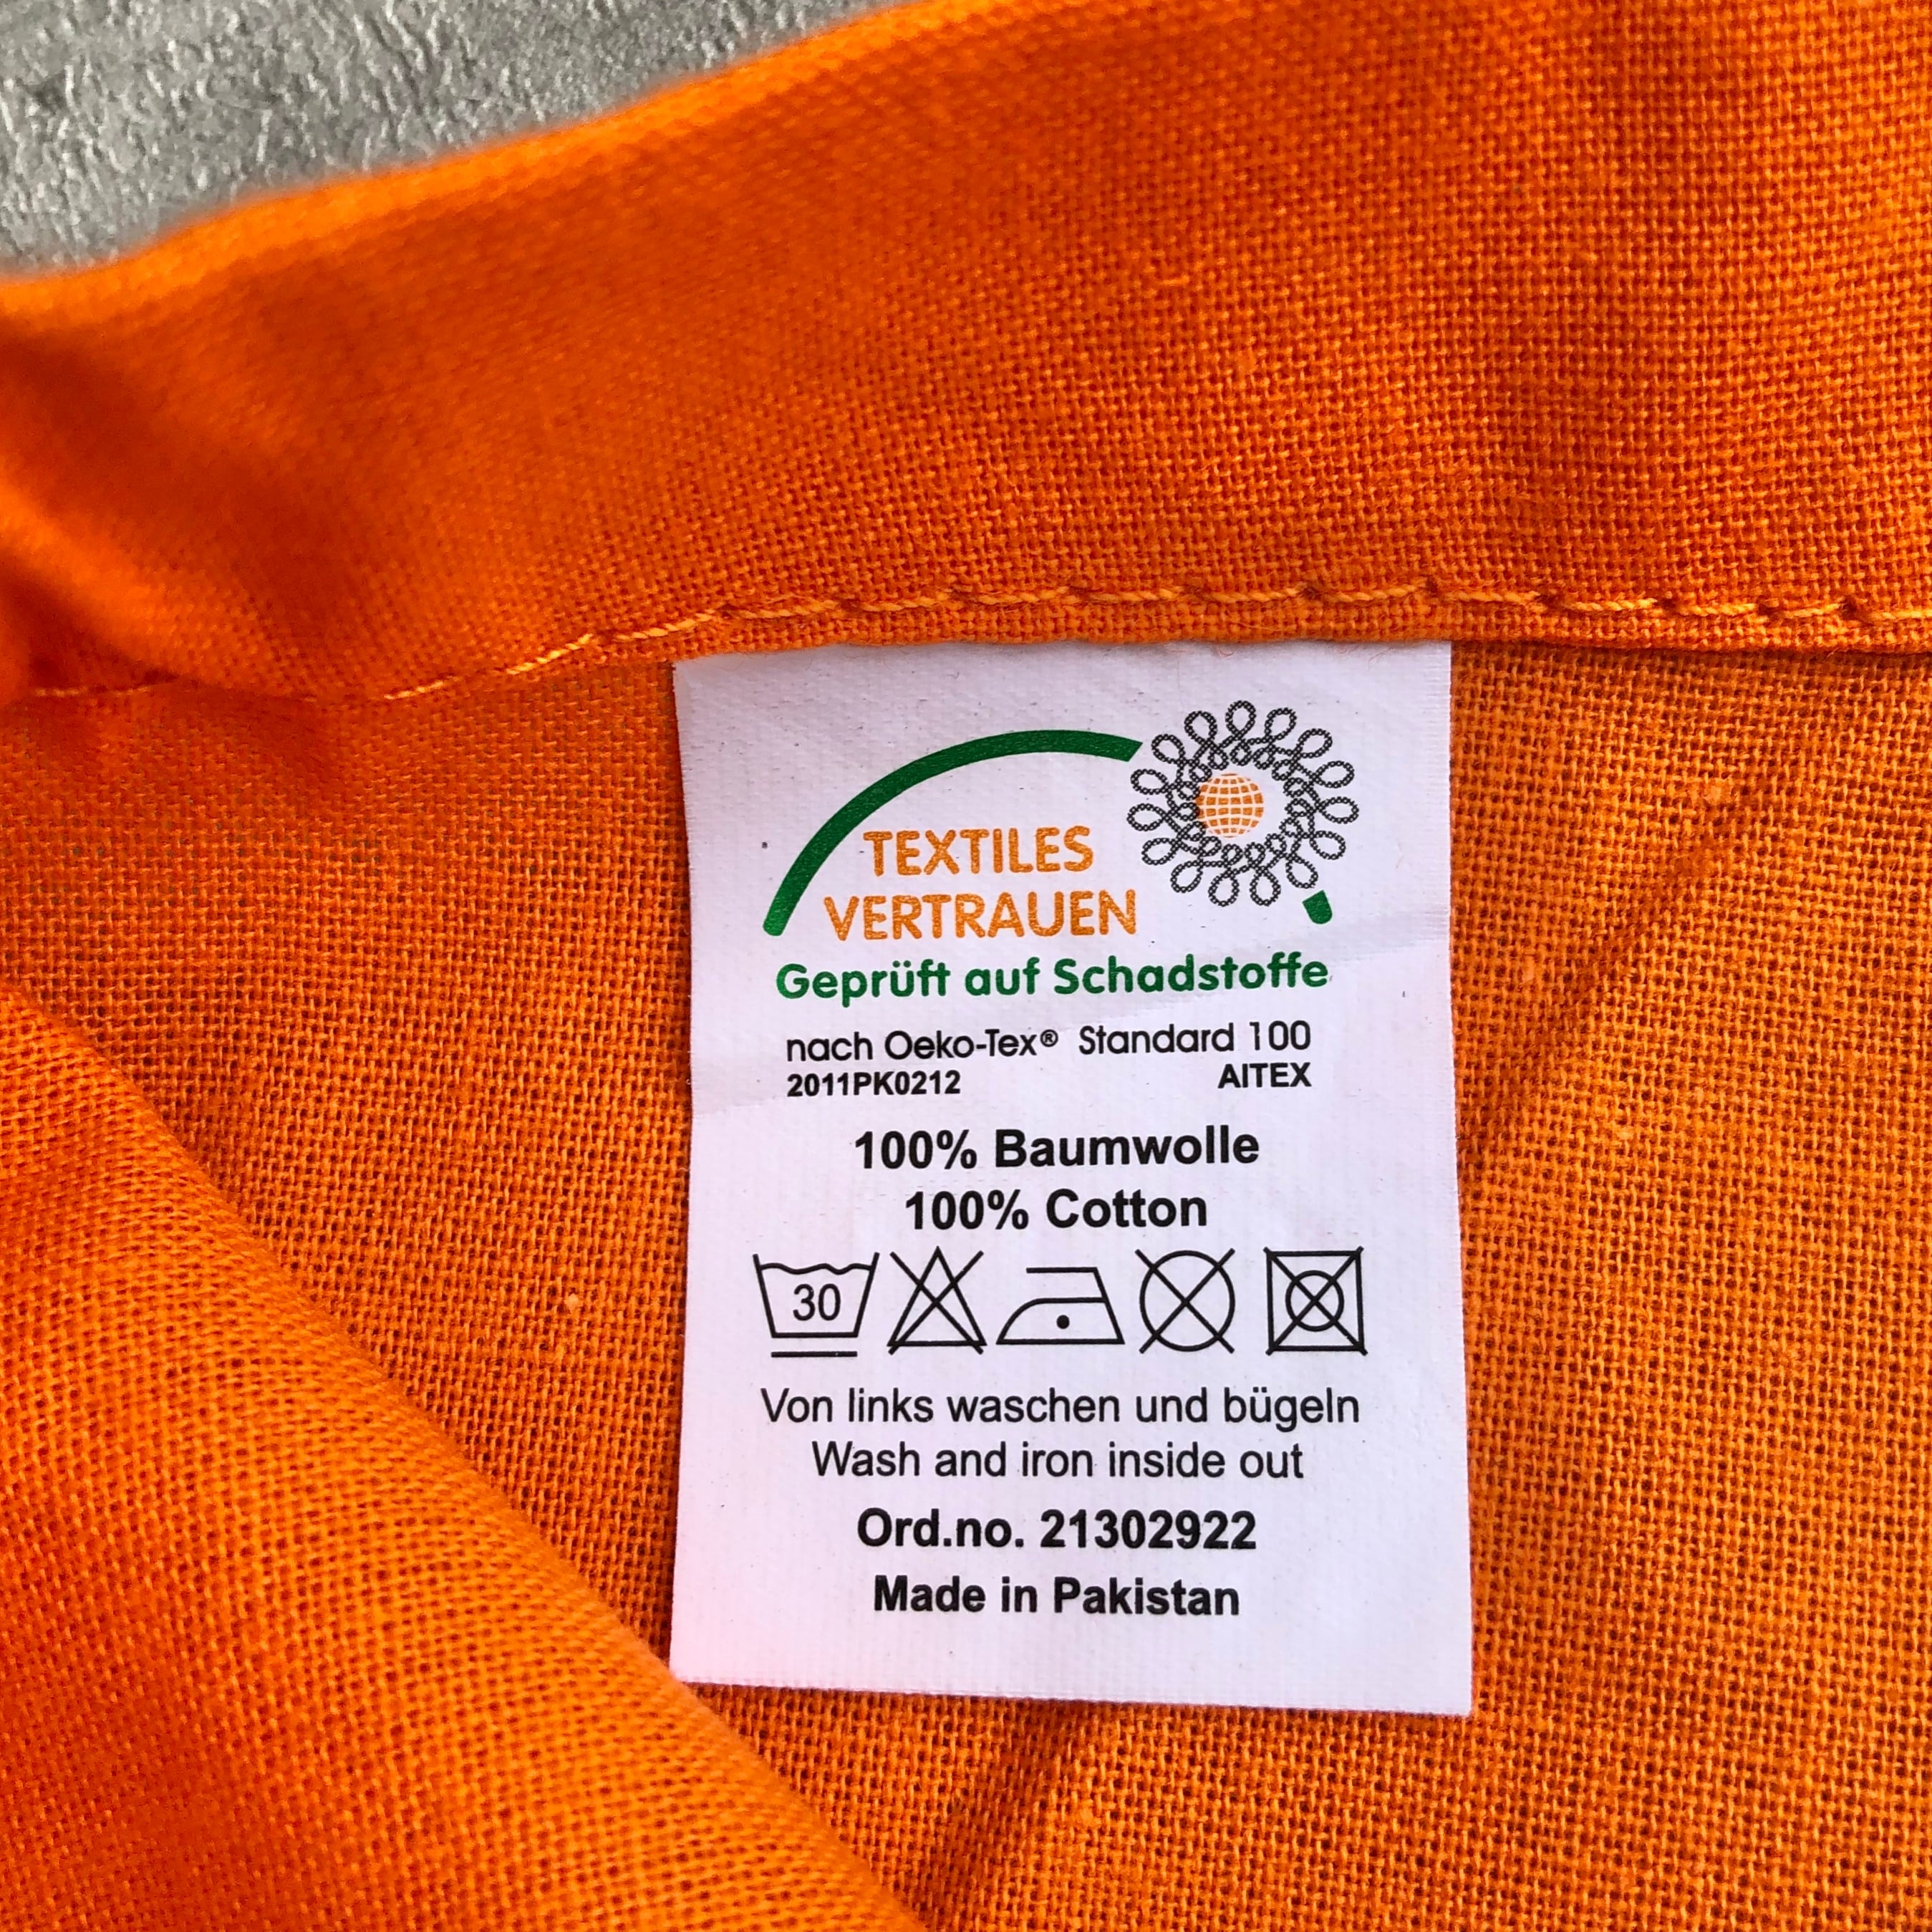 TEXTILES
VERTRAUEN
Geprüft auf Schadstoffe
nach Oeko-Tex® Standard 100
2011PK0212 AITEX
100% Baumwolle
100% Cotton
30
Von links waschen und bügeln
Wash and iron inside out
Ord.no. 21302922
Made in Pakistan